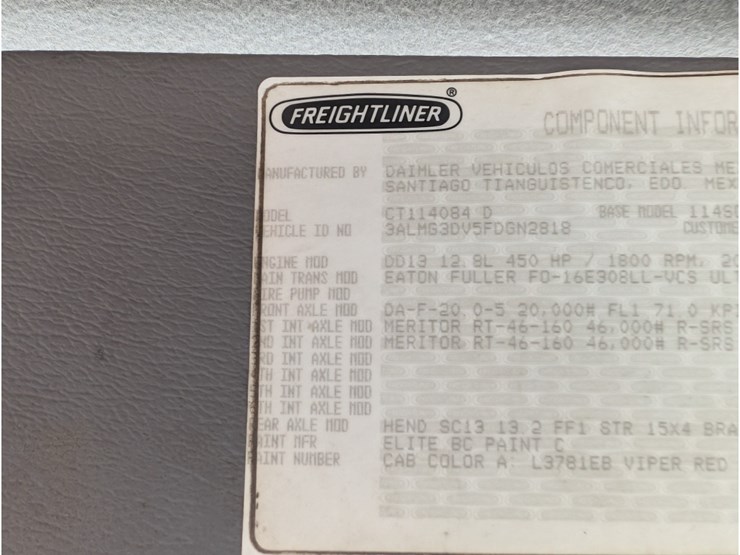 FREIGHTLINER ®
COMPONENT INFOR
ANUFACTURED BY DAIMLER VEHICULOS COMERCIALES ME
SANTIAGO TIANGUISTENCO, EDO. MEX
ODEL CT114084 D BASE MODEL 114S
EHICLE ID NO 3ALMG3DV5FDGN2818 CUSTOME
NGINE MOD DD13 12.8L 450 HP / 1800 RPM, 20
AIN TRANS MOD EATON FULLER FO-16E308LL-VCS ULT
IRE PUMP MOD
RONT AXLE MOD DA-F-20.0-5 20,000# FL1 71.0 KPI
ST INT AXLE MOD MERITOR RT-46-160 46,000# R-SRS
ND INT AXLE MOD MERITOR RT-46-160 46,000# R-SRS
RD INT AXLE MOD
TH INT AXLE MOD
TH INT AXLE MOD
TH INT AXLE MOD
EAR AXLE MOD HEND SC13 13.2 FF1 STR 15X4 BRA
AINT MFR ELITE BC PAINT C
AINT NUMBER CAB COLOR A: L3781EB VIPER RED